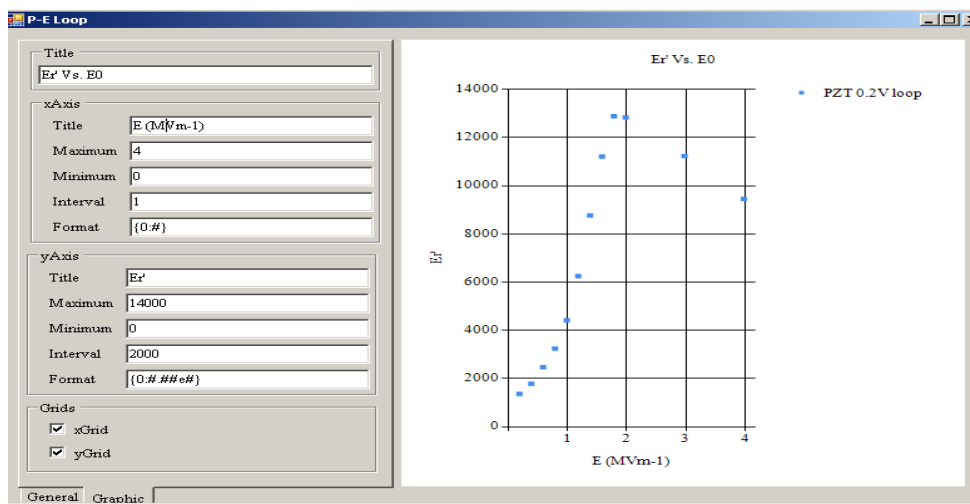 P-E Loop
Title
Er' Vs. E0
xAxis
Title E (MVm-1)
Maximum 4
Minimum 0
Interval 1
Format {0:#}
yAxis
Title Er'
Maximum 14000
Minimum 0
Interval 2000
Format {0:#.##e#}
Grids
xGrid
yGrid
General Graphic
Er' Vs. E0
PZT 0.2V loop
14000
12000
10000
8000
6000
4000
2000
0
Er'
1 2 3 4
E (MVm-1)